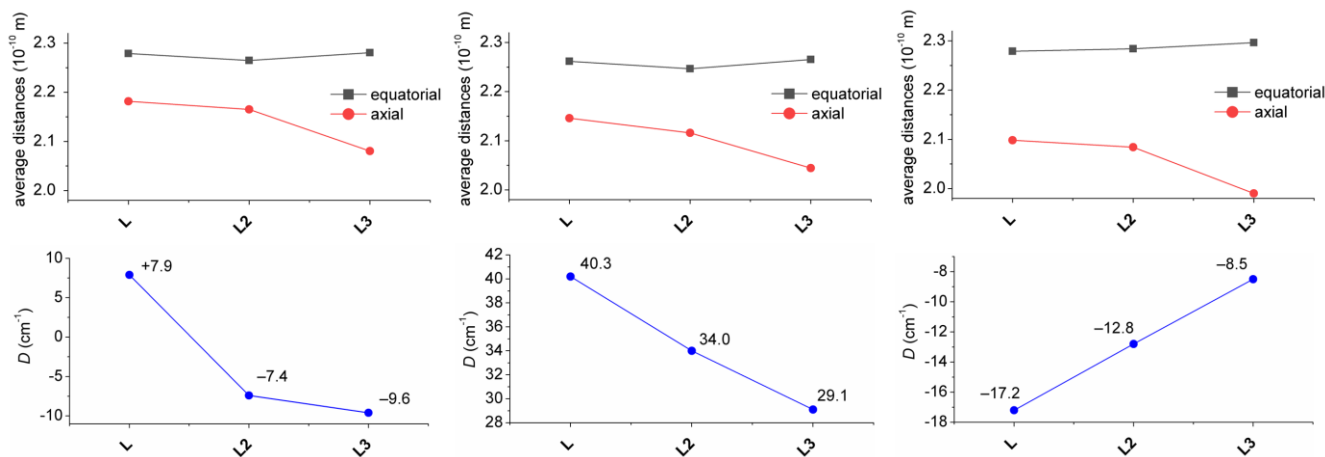 average distances (10⁻¹⁰ m)
2.3
2.2
2.1
2.0
equatorial
axial
L
L2
L3
average distances (10⁻¹⁰ m)
2.3
2.2
2.1
2.0
equatorial
axial
L
L2
L3
average distances (10⁻¹⁰ m)
2.3
2.2
2.1
2.0
equatorial
axial
L
L2
L3
D (cm⁻¹)
10
5
0
-5
-10
+7.9
–7.4
–9.6
L
L2
L3
D (cm⁻¹)
42
40
38
36
34
32
30
28
40.3
34.0
29.1
L
L2
L3
D (cm⁻¹)
-8
-10
-12
-14
-16
-18
–17.2
–12.8
–8.5
L
L2
L3